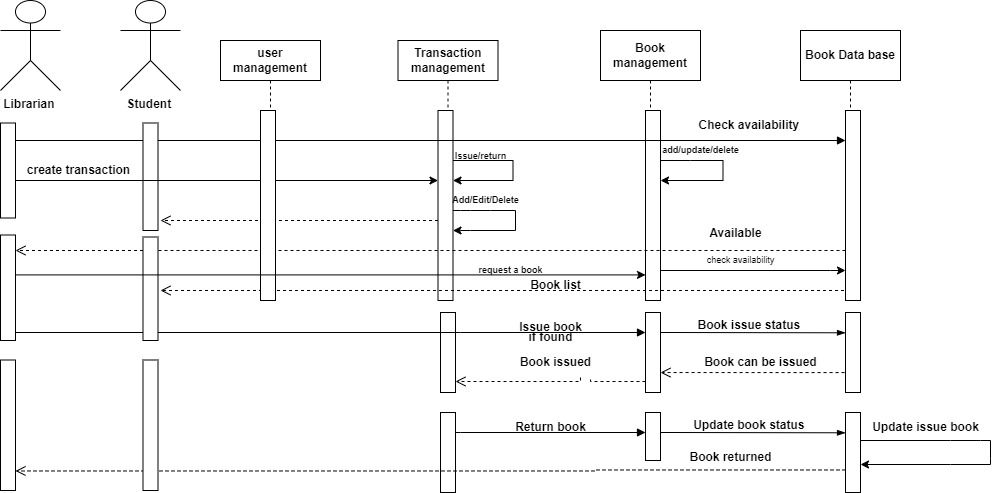 user
management
Transaction
management
Book
management
Book Data base
Librarian
Student
Check availability
Issue/return
add/update/delete
create transaction
Add/Edit/Delete
Available
check availability
request a book
Book list
Issue book
if found
Book issue status
Book issued
Book can be issued
Return book
Update book status
Update issue book
Book returned